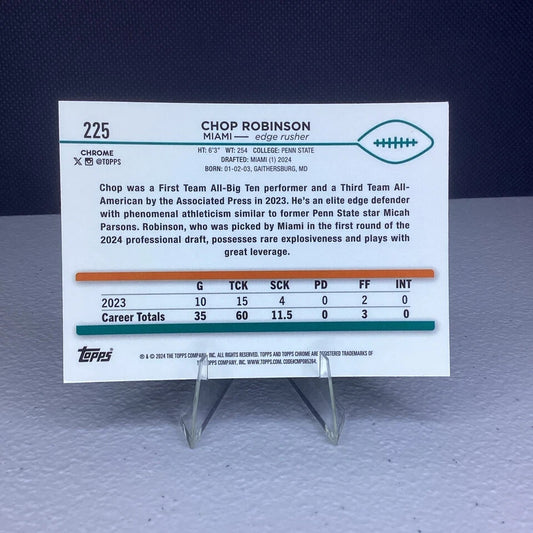 225
CHROME
@TOPPS
CHOP ROBINSON
MIAMI — edge rusher
HT: 6'3" WT: 254 COLLEGE: PENN STATE
DRAFTED: MIAMI (1) 2024
BORN: 01-02-03, GAITHERSBURG, MD
Chop was a First Team All-Big Ten performer and a Third Team All-
American by the Associated Press in 2023. He's an elite edge defender
with phenomenal athleticism similar to former Penn State star Micah
Parsons. Robinson, who was picked by Miami in the first round of the
2024 professional draft, possesses rare explosiveness and plays with
great leverage.
G TCK SCK PD FF INT
2023 10 15 4 0 2 0
Career Totals 35 60 11.5 0 3 0
Topps
® & © 2024 THE TOPPS COMPANY, INC. ALL RIGHTS RESERVED. TOPPS AND TOPPS CHROME ARE REGISTERED TRADEMARKS OF
TOPPS COMPANY, INC. WWW.TOPPS.COM.